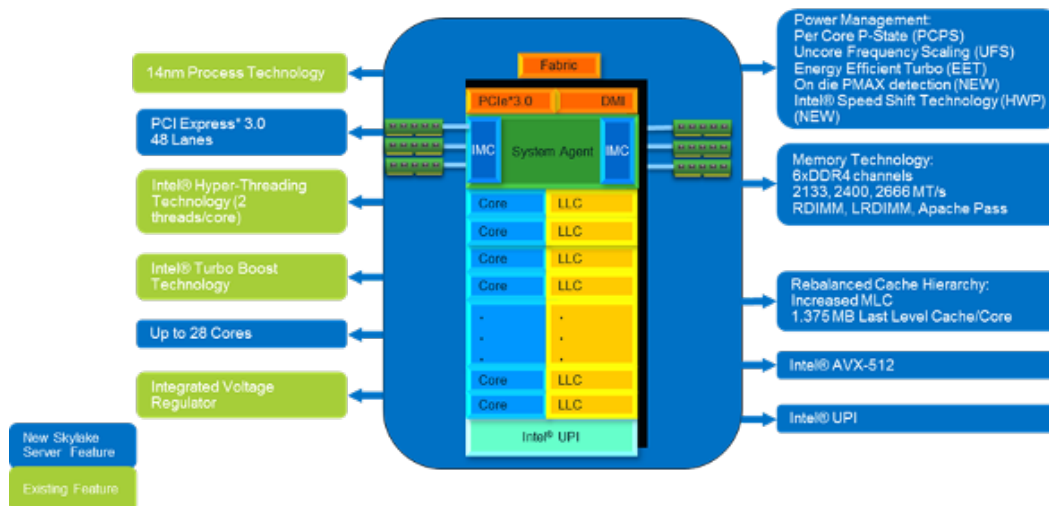 14nm Process Technology
PCI Express* 3.0
48 Lanes
Intel® Hyper-Threading
Technology (2
threads/core)
Intel® Turbo Boost
Technology
Up to 28 Cores
Integrated Voltage
Regulator
New Skylake
Server Feature
Existing Feature
Fabric
PCIe*3.0
DMI
IMC
System Agent
IMC
Core
LLC
Core
LLC
Core
LLC
Core
LLC
.
.
.
.
.
.
Core
LLC
Core
LLC
Intel® UPI
Power Management:
Per Core P-State (PCPS)
Uncore Frequency Scaling (UFS)
Energy Efficient Turbo (EET)
On die PMAX detection (NEW)
Intel® Speed Shift Technology (HWP)
(NEW)
Memory Technology:
6xDDR4 channels
2133, 2400, 2666 MT/s
RDIMM, LRDIMM, Apache Pass
Rebalanced Cache Hierarchy:
Increased MLC
1.375 MB Last Level Cache/Core
Intel® AVX-512
Intel® UPI